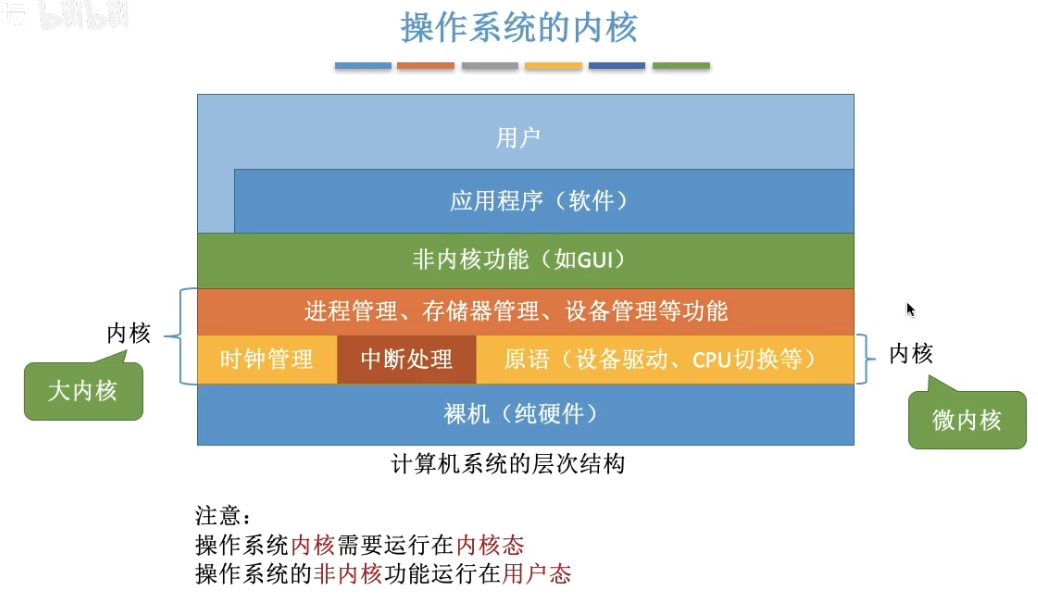 bilibili
操作系统的内核
用户
应用程序（软件）
非内核功能（如GUI）
进程管理、存储器管理、设备管理等功能
内核
时钟管理
中断处理
原语（设备驱动、CPU切换等）
内核
大内核
微内核
裸机（纯硬件）
计算机系统的层次结构
注意：
操作系统内核需要运行在内核态
操作系统的非内核功能运行在用户态